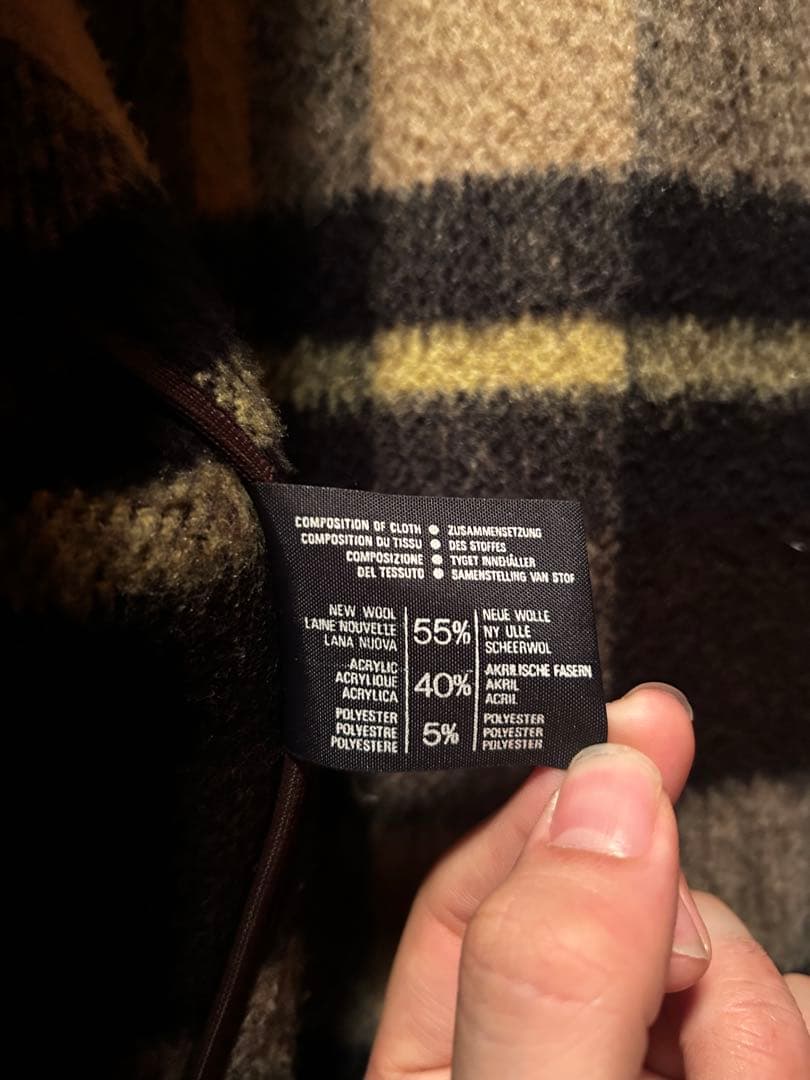 COMPOSITION OF CLOTH ● ZUSAMMENSETZUNG
COMPOSITION DU TISSU ● DES STOFFES
COMPOSIZIONE ● TYGET INNEHÅLLER
DEL TESSUTO ● SAMENSTELLING VAN STOF
NEW WOOL
LAINE NOUVELLE
LANA NUOVA
55%
NEUE WOLLE
NY ULLE
SCHEERWOL
ACRYLIC
ACRYLIQUE
ACRYLICA
40%
AKRILISCHE FASERN
AKRIL
ACRIL
POLYESTER
POLYESTRE
POLYESTERE
5%
POLYESTER
POLYESTER
POLYESTER